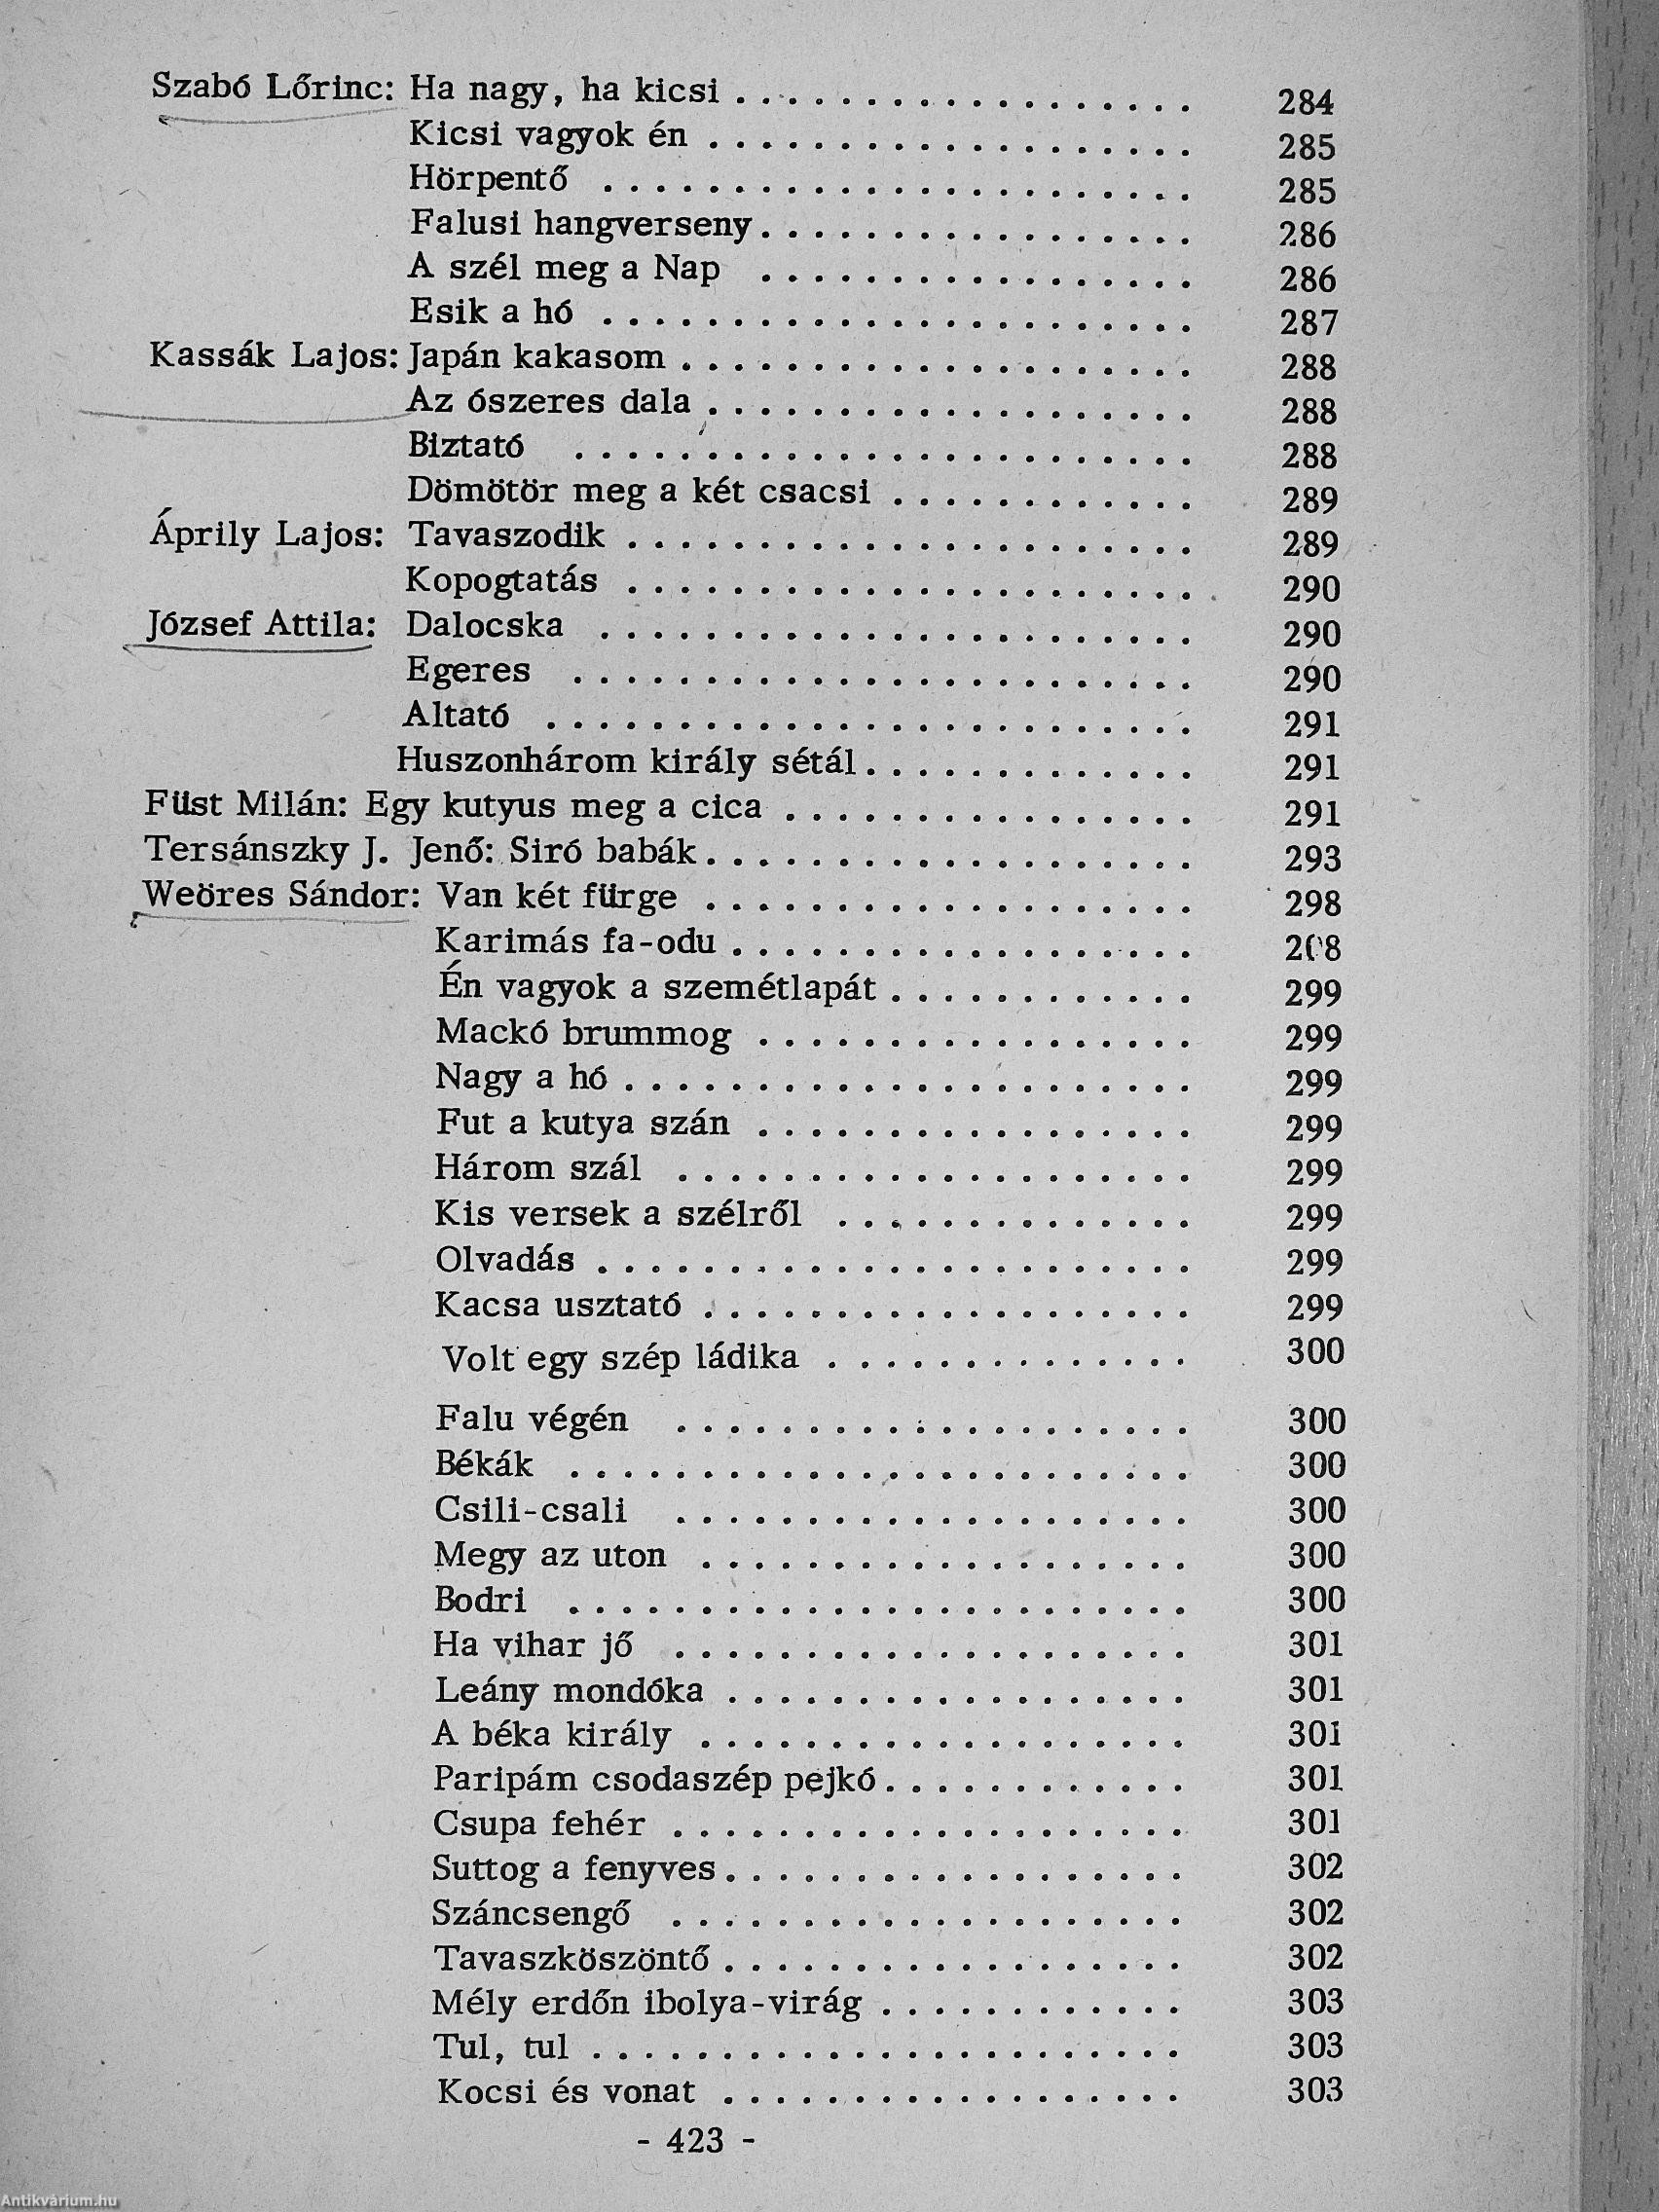 Szabó Lőrinc: Ha nagy, ha kicsi . . . . . . . . . . . . . . . . . . 284
Kicsi vagyok én . . . . . . . . . . . . . . . . . . . 285
Hörpentő . . . . . . . . . . . . . . . . . . . . . . . 285
Falusi hangverseny . . . . . . . . . . . . . . . . . 286
A szél meg a Nap . . . . . . . . . . . . . . . . . 286
Esik a hó . . . . . . . . . . . . . . . . . . . . . . . 287
Kassák Lajos: Japán kakasom . . . . . . . . . . . . . . . . . . . . 288
Az ószeres dala . . . . . . . . . . . . . . . . . . . 288
Biztató . . . . . . . . . . . . . . . . . . . . . . . . 288
Dömötör meg a két csacsi . . . . . . . . . . . . 289
Áprily Lajos: Tavaszodik . . . . . . . . . . . . . . . . . . . . . . 289
Kopogtatás . . . . . . . . . . . . . . . . . . . . . . 290
József Attila: Dalocska . . . . . . . . . . . . . . . . . . . . . . . 290
Egeres . . . . . . . . . . . . . . . . . . . . . . . . 290
Altató . . . . . . . . . . . . . . . . . . . . . . . . . 291
Huszonhárom király sétál . . . . . . . . . . . . . 291
Füst Milán: Egy kutyus meg a cica . . . . . . . . . . . . . . . . 291
Tersánszky J. Jenő: Siró babák . . . . . . . . . . . . . . . . . . . 293
Weöres Sándor: Van két fürge . . . . . . . . . . . . . . . . . . . 298
Karimás fa-odu . . . . . . . . . . . . . . . . . .
Én vagyok a szemétlapát . . . . . . . . . . . . 299
Mackó brummog . . . . . . . . . . . . . . . . . 299
Nagy a hó . . . . . . . . . . . . . . . . . . . . . . 299
Fut a kutya szán . . . . . . . . . . . . . . . . . 299
Három szál . . . . . . . . . . . . . . . . . . . . 299
Kis versek a szélről . . . . . . . . . . . . . . 299
Olvadás . . . . . . . . . . . . . . . . . . . . . . . 299
Kacsa usztató . . . . . . . . . . . . . . . . . . . 299
Volt egy szép ládika . . . . . . . . . . . . . . 300
Falu végén . . . . . . . . . . . . . . . . . . . . 300
Békák . . . . . . . . . . . . . . . . . . . . . . . . 300
Csili-csali . . . . . . . . . . . . . . . . . . . . 300
Megy az uton . . . . . . . . . . . . . . . . . . . 300
Bodri . . . . . . . . . . . . . . . . . . . . . . . . 300
Ha vihar jő . . . . . . . . . . . . . . . . . . . . 301
Leány mondóka . . . . . . . . . . . . . . . . . . 301
A béka király . . . . . . . . . . . . . . . . . . . 301
Paripám csodaszép pejkó . . . . . . . . . . . . 301
Csupa fehér . . . . . . . . . . . . . . . . . . . . 301
Suttog a fenyves . . . . . . . . . . . . . . . . . . 302
Száncsengő . . . . . . . . . . . . . . . . . . . . 302
Tavaszköszöntő . . . . . . . . . . . . . . . . . . 302
Mély erdőn ibolya-virág . . . . . . . . . . . . 303
Tul, tul . . . . . . . . . . . . . . . . . . . . . . . 303
Kocsi és vonat . . . . . . . . . . . . . . . . . . 303
- 423 -
Antikvárium.hu